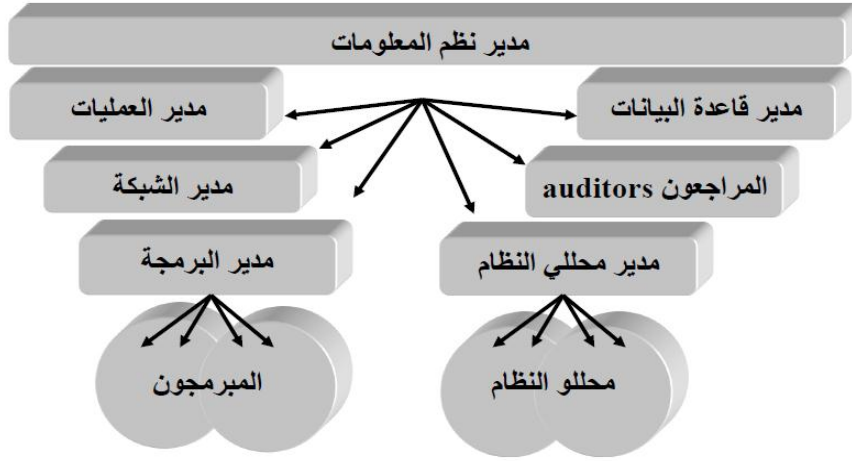 مدير نظم المعلومات
مدير قاعدة البيانات
مدير العمليات
المراجعون auditors
مدير الشبكة
مدير محللي النظام
مدير البرمجة
محللو النظام
المبرمجون